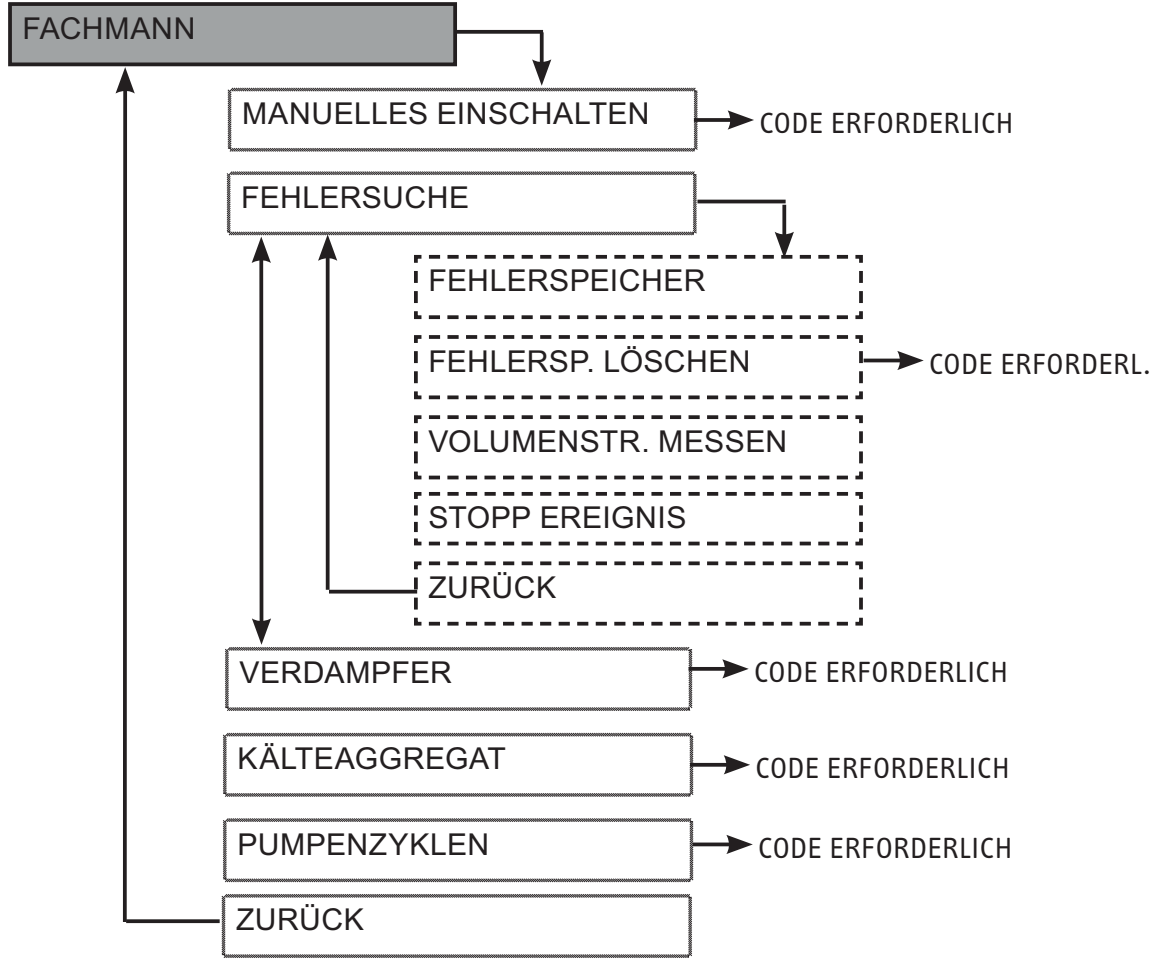 FACHMANN
MANUELLES EINSCHALTEN
CODE ERFORDERLICH
FEHLERSUCHE
FEHLERSPEICHER
FEHLERSP. LÖSCHEN
CODE ERFORDERL.
VOLUMENSTR. MESSEN
STOPP EREIGNIS
ZURÜCK
VERDAMPFER
CODE ERFORDERLICH
KÄLTEAGGREGAT
CODE ERFORDERLICH
PUMPENZYKLEN
CODE ERFORDERLICH
ZURÜCK